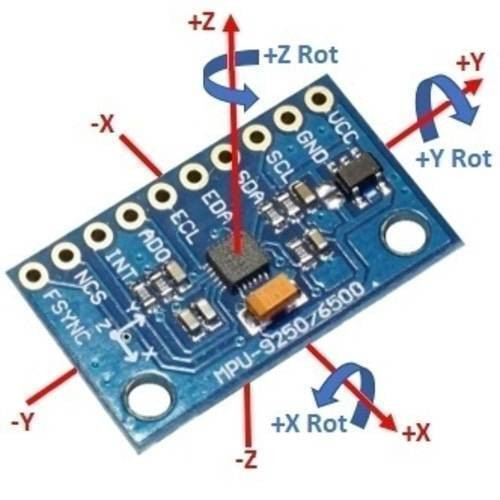 +Z
+Z Rot
+Y
+Y Rot
-X
VCC
GND
SCL
SDA
EDA
ECL
ADO
INT
NCS
FSYNC
Z
Y
X
MPU-9250/6500
-Y
-Z
+X Rot
+X